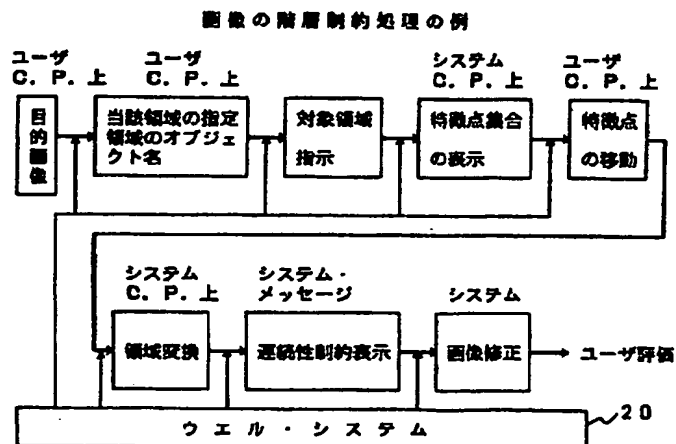 画像の階層制約処理の例
ユーザ
C. P. 上
ユーザ
C. P. 上
システム
C. P. 上
ユーザ
C. P. 上
目的画像
当該領域の指定
領域のオブジェ
クト名
対象領域
指示
特徴点集合
の表示
特徴点
の移動
システム
C. P. 上
システム・
メッセージ
システム
領域変換
連続性制約表示
画像修正
ユーザ評価
ウエル・システム
20